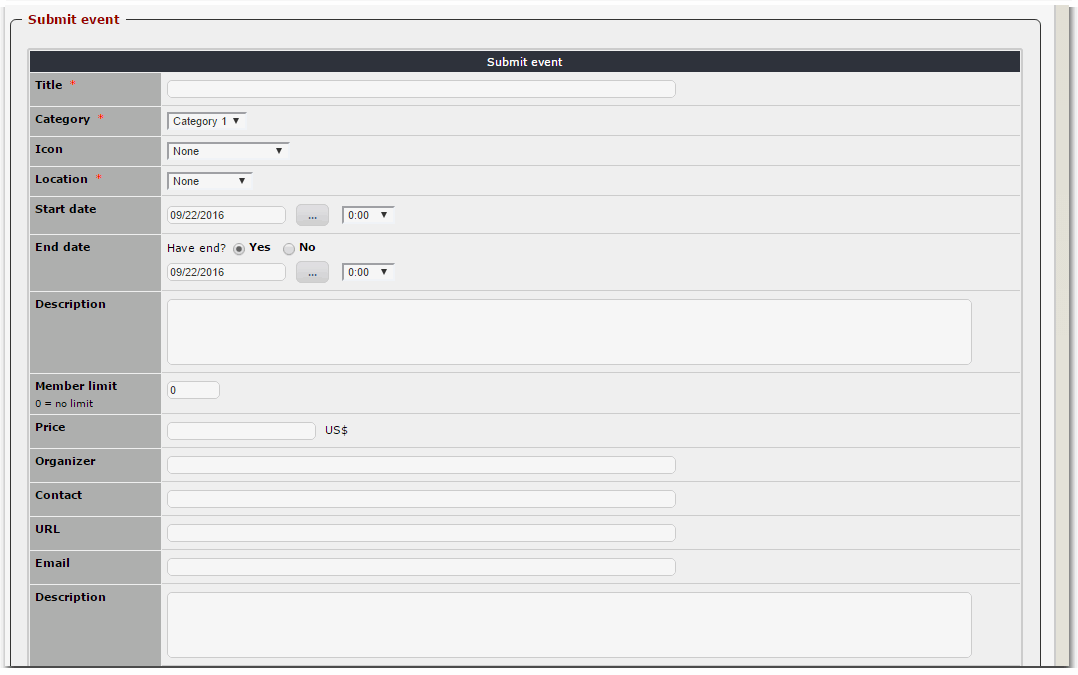 Submit event
Submit event
Title *
Category * Category 1
Icon None
Location * None
Start date 09/22/2016 ... 0:00
End date Have end? Yes No
09/22/2016 ... 0:00
Description
Member limit 0
0 = no limit
Price US$
Organizer
Contact
URL
Email
Description